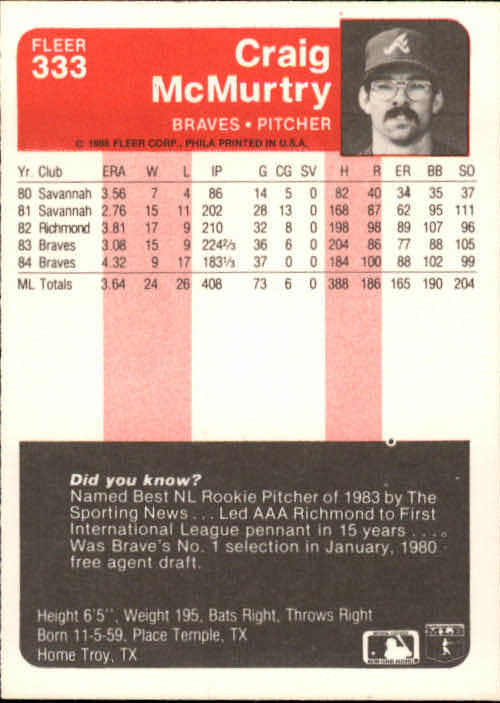 FLEER
333
Craig
McMurtry
BRAVES • PITCHER
© 1985 FLEER CORP., PHILA PRINTED IN U.S.A.
Yr. Club ERA W L IP G CG SV H R ER BB SO
80 Savannah 3.56 7 4 86 14 5 0 82 40 34 35 37
81 Savannah 2.76 15 11 202 28 13 0 168 87 62 95 111
82 Richmond 3.81 17 9 210 32 8 0 198 98 89 107 96
83 Braves 3.08 15 9 224⅔ 36 6 0 204 86 77 88 105
84 Braves 4.32 9 17 183⅓ 37 0 0 184 100 88 102 99
ML Totals 3.64 24 26 408 73 6 0 388 186 165 190 204
Did you know?
Named Best NL Rookie Pitcher of 1983 by The
Sporting News . . . Led AAA Richmond to First
International League pennant in 15 years . . . .
Was Brave's No. 1 selection in January, 1980
free agent draft.
Height 6'5'', Weight 195, Bats Right, Throws Right
Born 11-5-59, Place Temple, TX
Home Troy, TX